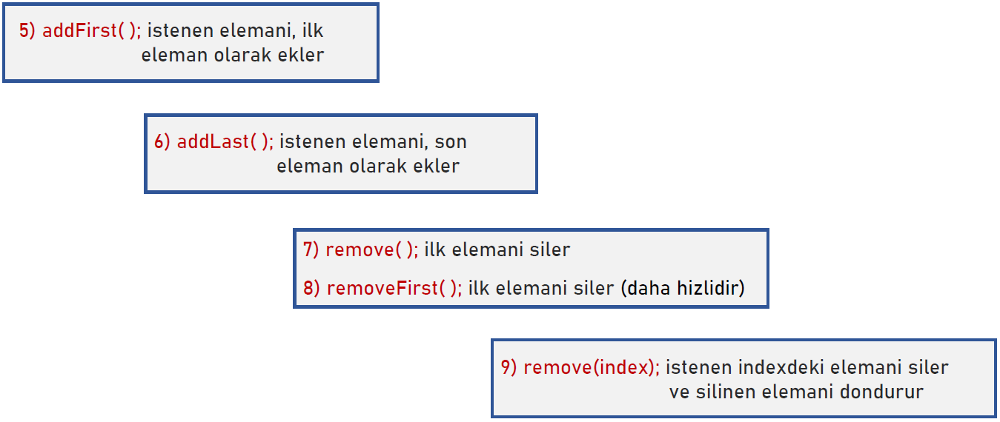 5) addFirst( ); istenen elemani, ilk
eleman olarak ekler
6) addLast( ); istenen elemani, son
eleman olarak ekler
7) remove( ); ilk elemani siler
8) removeFirst( ); ilk elemani siler (daha hizlidir)
9) remove(index); istenen indexdeki elemani siler
ve silinen elemani dondurur